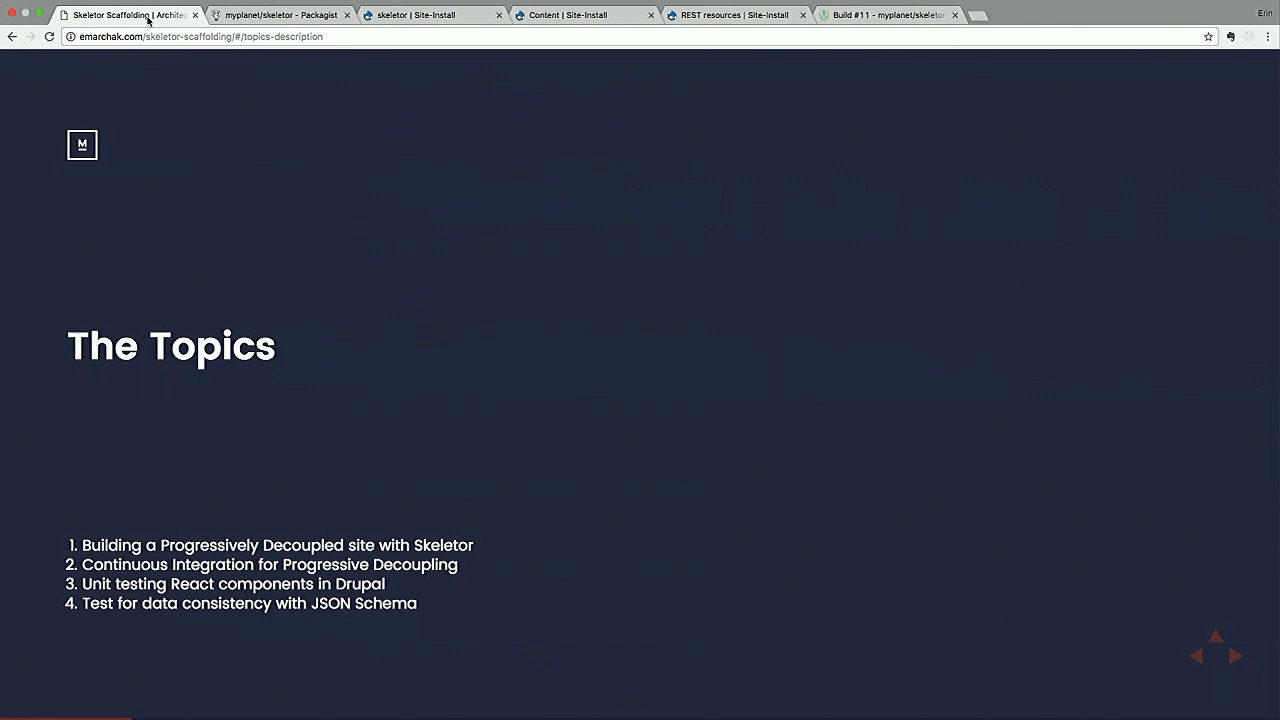 Skeletor Scaffolding | Archite
myplanet/skeletor - Packagist
skeletor | Site-Install
Content | Site-Install
REST resources | Site-Install
Build #11 - myplanet/skeletor
Erin
emarchak.com/skeletor-scaffolding/#/topics-description
M
The Topics
1. Building a Progressively Decoupled site with Skeletor
2. Continuous Integration for Progressive Decoupling
3. Unit testing React components in Drupal
4. Test for data consistency with JSON Schema